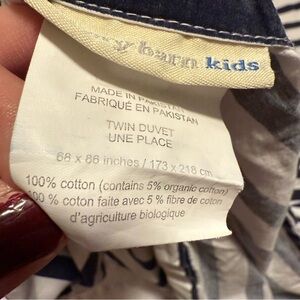 barn kids
MADE IN PAKISTAN
FABRIQUÉ EN PAKISTAN
TWIN DUVET
UNE PLACE
68 x 86 inches / 173 x 218 cm
100% cotton (contains 5% organic cotton)
100 % coton faite avec 5 % fibre de coton
d'agriculture biologique